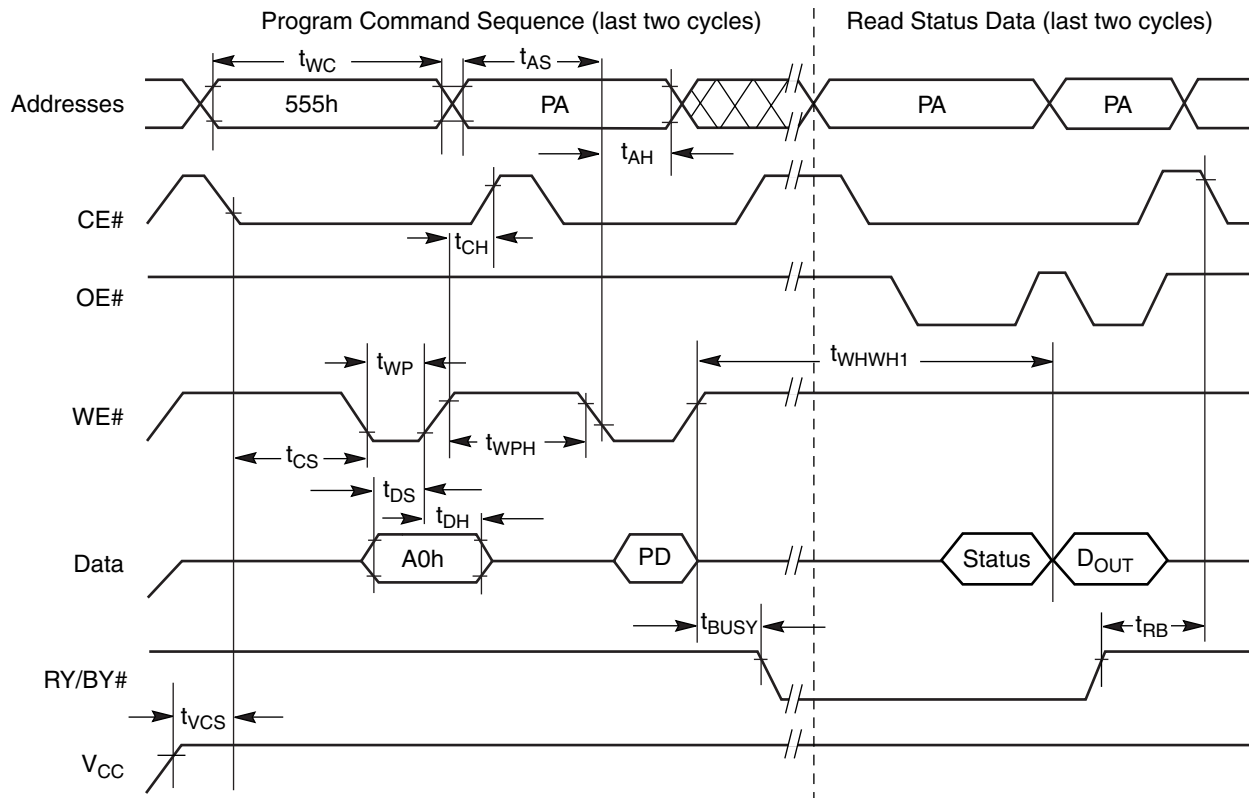 Program Command Sequence (last two cycles)
Read Status Data (last two cycles)
tWC
tAS
Addresses
555h
PA
PA
PA
tAH
CE#
tCH
OE#
tWP
tWHWH1
WE#
tCS
tWPH
tDS
tDH
Data
A0h
PD
Status
DOUT
tBUSY
tRB
RY/BY#
tVCS
VCC